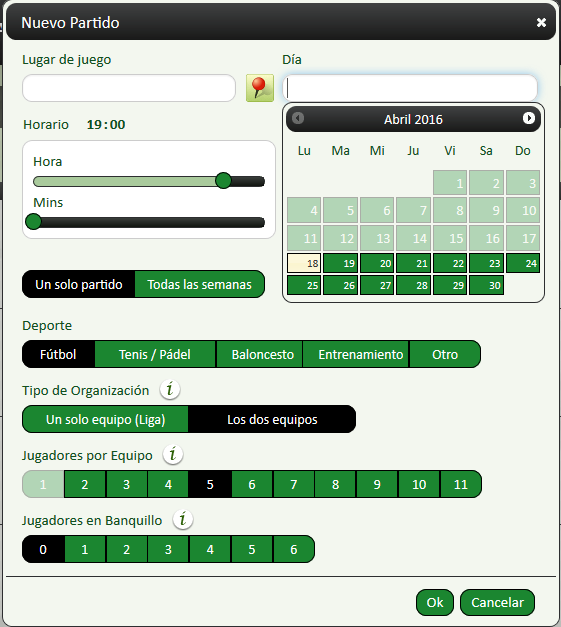 Nuevo Partido
Lugar de juego
Día
Abril 2016
Lu Ma Mi Ju Vi Sa Do
1 2 3
4 5 6 7 8 9 10
11 12 13 14 15 16 17
18 19 20 21 22 23 24
25 26 27 28 29 30
Horario 19:00
Hora
Mins
Un solo partido Todas las semanas
Deporte
Fútbol Tenis / Pádel Baloncesto Entrenamiento Otro
Tipo de Organización i
Un solo equipo (Liga) Los dos equipos
Jugadores por Equipo i
1 2 3 4 5 6 7 8 9 10 11
Jugadores en Banquillo i
0 1 2 3 4 5 6
Ok Cancelar